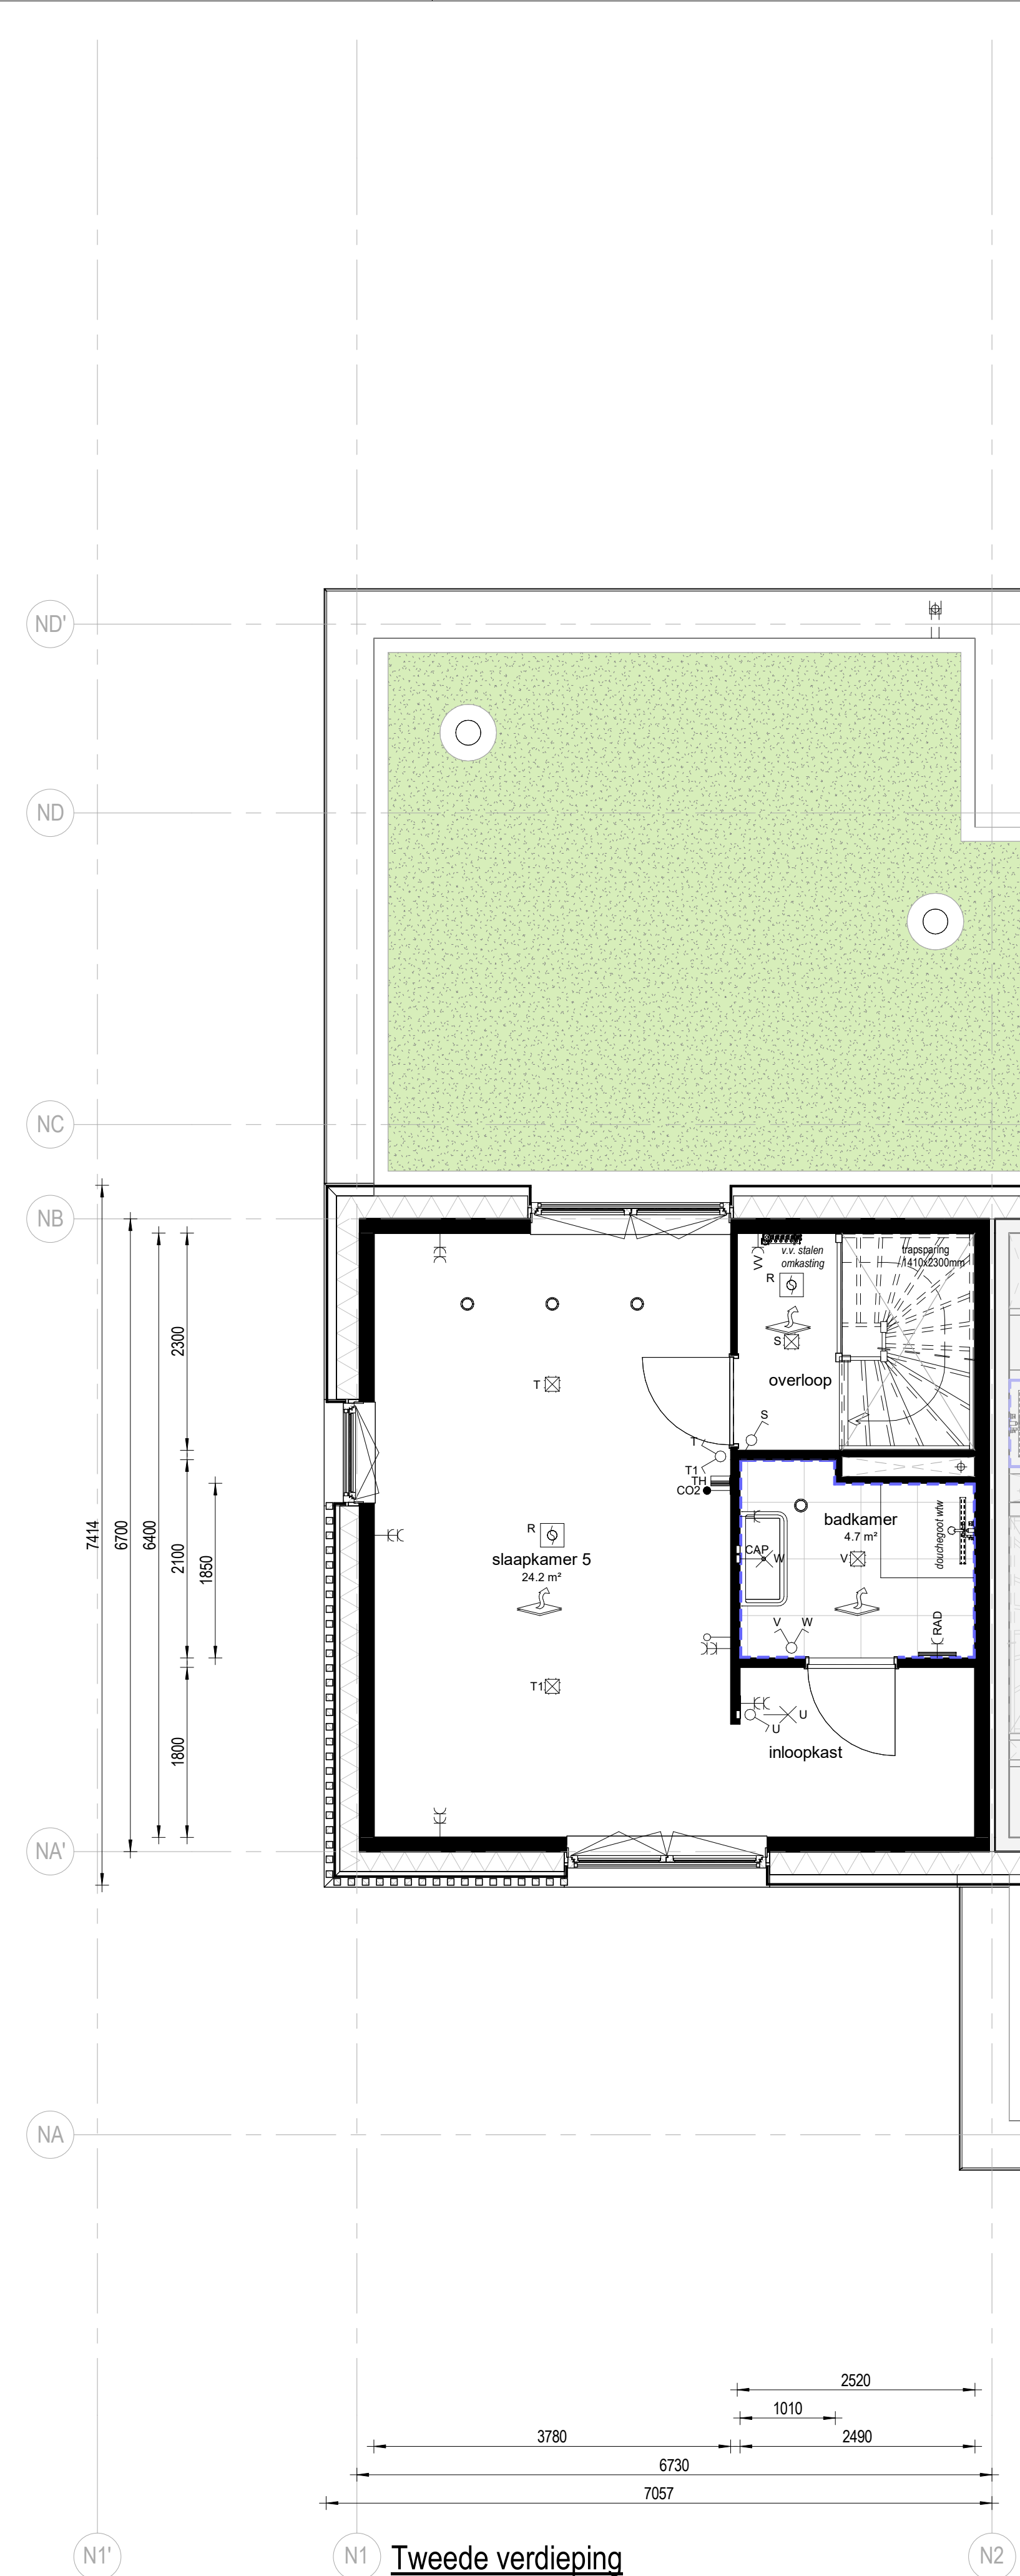 ND'
ND
NC
NB
v.v. stalen
omkasting
trapsparing
1410x2300mm
VV
R
S
overloop
2300
T
S
T
T1
TH
CO2
badkamer
4.7 m²
douchegoot wtw
R
slaapkamer 5
24.2 m²
CAP
W
V
7414
6700
6400
2100
1850
V
W
RAD
T1
U
U
inloopkast
1800
NA'
NA
2520
1010
3780
2490
6730
7057
N1'
N1
Tweede verdieping
N2